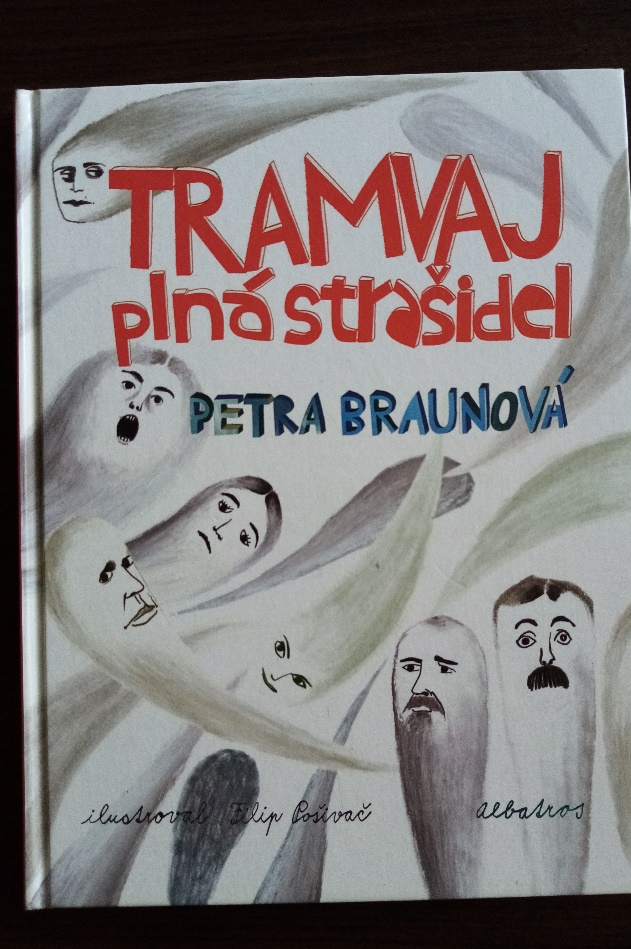 TRAMVAJ
plná strašidel
PETRA BRAUNOVÁ
ilustroval Filip Pošivač
albatros